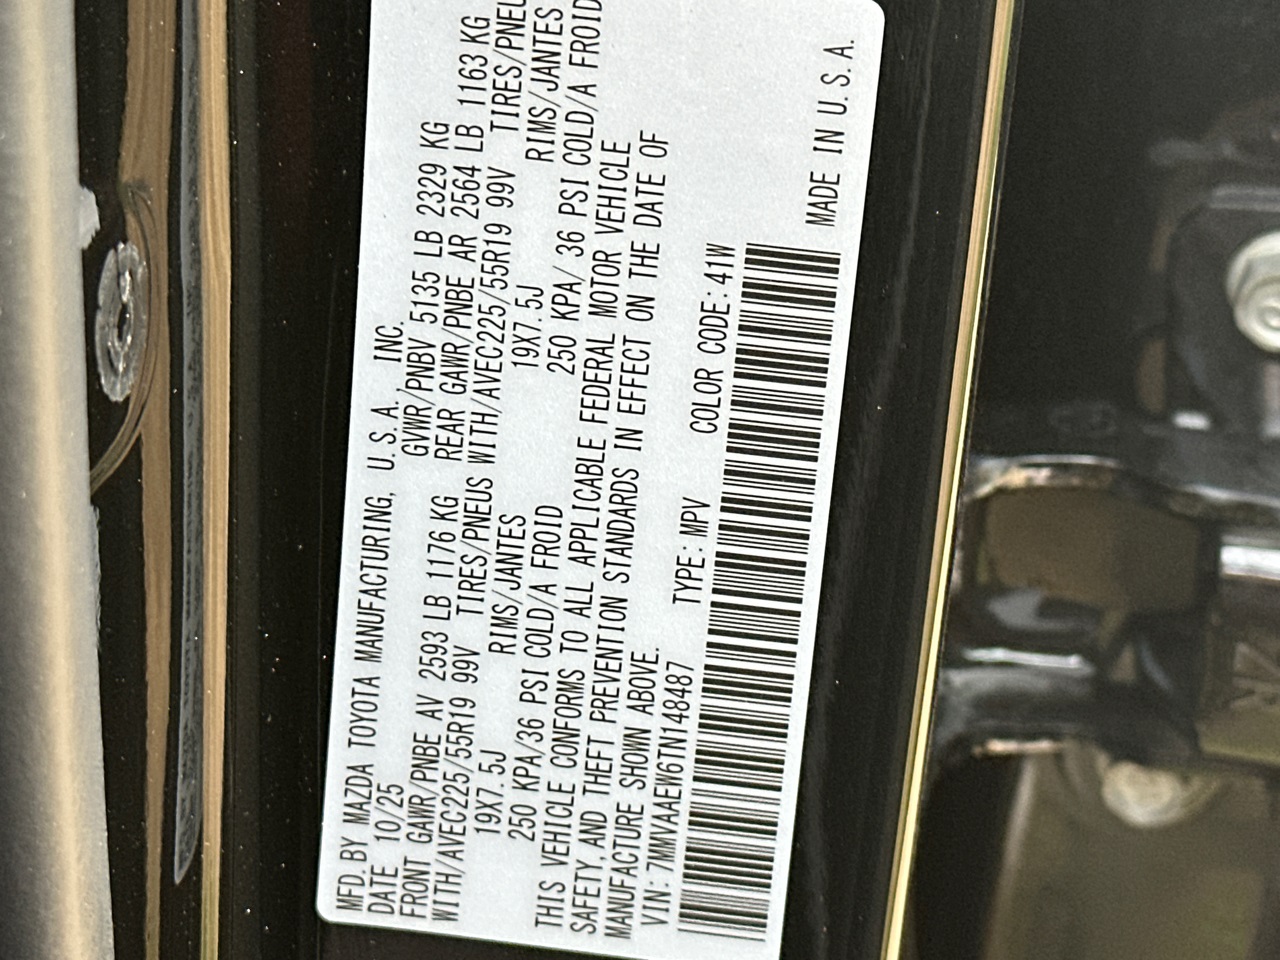 MFD. BY MAZDA TOYOTA MANUFACTURING, U.S.A. INC.
DATE 10/25 GVWR/PNBV 5135 LB 2329 KG
FRONT GAWR/PNBE AV 2593 LB 1176 KG REAR GAWR/PNBE AR 2564 LB 1163 KG
WITH/AVEC225/55R19 99V TIRES/PNEUS WITH/AVEC225/55R19 99V TIRES/PNEU
19X7.5J RIMS/JANTES 19X7.5J RIMS/JANTES
250 KPA/36 PSI COLD/A FROID 250 KPA/ 36 PSI COLD/A FROID
THIS VEHICLE CONFORMS TO ALL APPLICABLE FEDERAL MOTOR VEHICLE
SAFETY, AND THEFT PREVENTION STANDARDS IN EFFECT ON THE DATE OF
MANUFACTURE SHOWN ABOVE.
VIN: 7MMVAAEW6TN148487 TYPE: MPV COLOR CODE: 41W
MADE IN U.S.A.